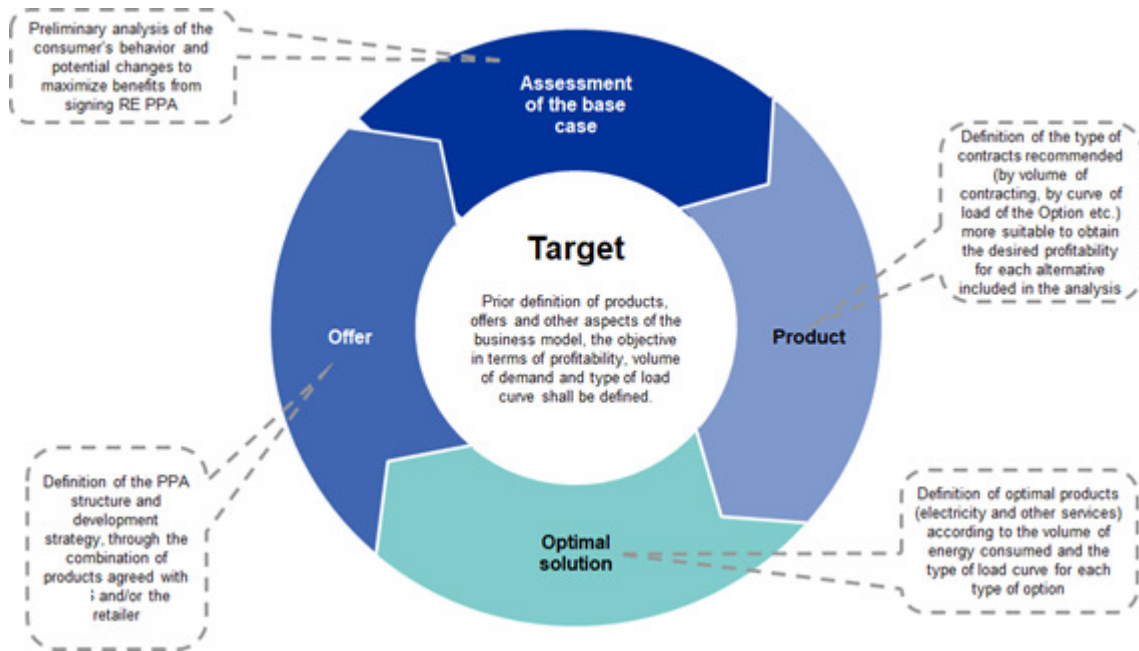 Preliminary analysis of the
consumer's behavior and
potential changes to
maximize benefits from
signing RE PPA
Assessment
of the base
case
Definition of the type of
contracts recommended
(by volume of
contracting, by curve of
load of the Option etc.)
more suitable to obtain
the desired profitability
for each alternative
included in the analysis
Target
Prior definition of products,
offers and other aspects of the
business model, the objective
in terms of profitability, volume
of demand and type of load
curve shall be defined.
Offer
Product
Definition of the PPA
structure and
development
strategy, through the
combination of
products agreed with
and/or the
retailer
Optimal
solution
Definition of optimal products
(electricity and other services)
according to the volume of
energy consumed and the
type of load curve for each
type of option